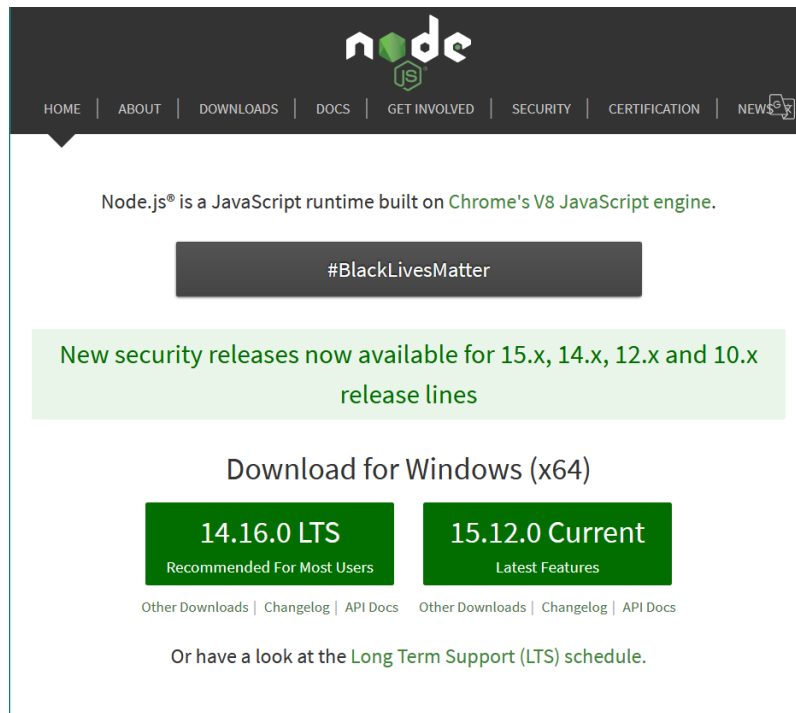 node
JS
HOME | ABOUT | DOWNLOADS | DOCS | GET INVOLVED | SECURITY | CERTIFICATION | NEWS
Node.js® is a JavaScript runtime built on Chrome's V8 JavaScript engine.
#BlackLivesMatter
New security releases now available for 15.x, 14.x, 12.x and 10.x
release lines
Download for Windows (x64)
14.16.0 LTS 15.12.0 Current
Recommended For Most Users Latest Features
Other Downloads | Changelog | API Docs Other Downloads | Changelog | API Docs
Or have a look at the Long Term Support (LTS) schedule.